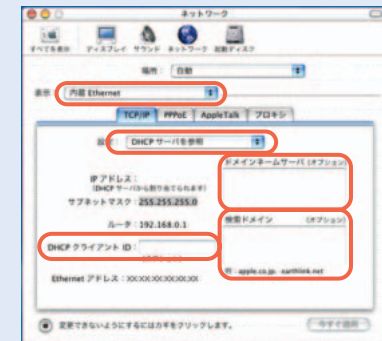 ネットワーク
すべてを表示 ディスプレイ サウンド ネットワーク 起動ディスク
場所： 自動
表示： 内蔵 Ethernet
TCP/IP PPPoE AppleTalk プロキシ
設定： DHCP サーバを参照
ドメインネームサーバ (オプション)
IP アドレス：
(DHCP サーバから割り当てられます)
サブネットマスク： 255.255.255.0
ルータ： 192.168.0.1
検索ドメイン (オプション)
DHCP クライアント ID：
例：apple.co.jp, earthlink.net
Ethernet アドレス：XX:XX:XX:XX:XX:XX
変更できないようにするにはカギをクリックします。
今すぐ適用